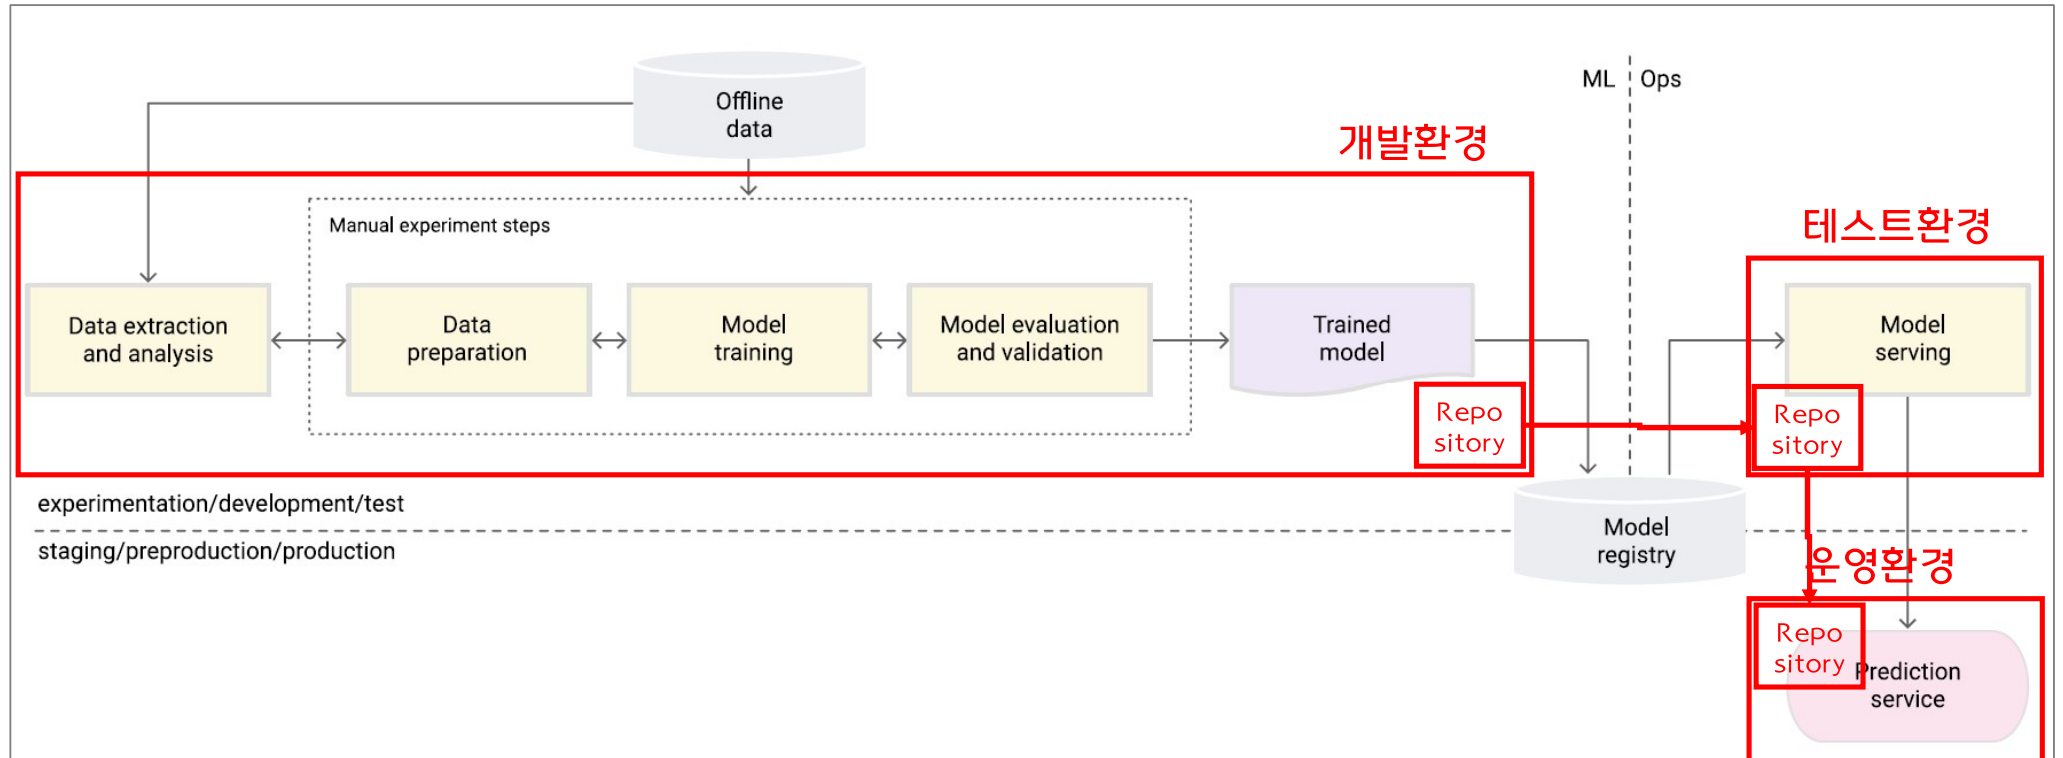 Offline
data
ML
Ops
개발환경
Manual experiment steps
테스트환경
Data extraction
and analysis
Data
preparation
Model
training
Model evaluation
and validation
Trained
model
Model
serving
Repo
sitory
Repo
sitory
experimentation/development/test
staging/preproduction/production
Model
registry
운영환경
Repo
sitory
Prediction
service